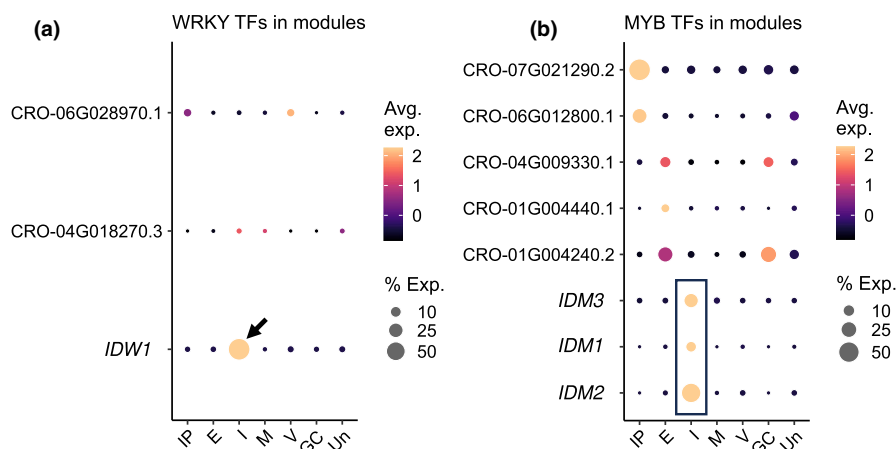 (a)
WRKY TFs in modules
CRO-06G028970.1
CRO-04G018270.3
IDW1
IP
E
I
M
V
GC
Un
Avg.
exp.
2
1
0
% Exp.
10
25
50
(b)
MYB TFs in modules
CRO-07G021290.2
CRO-06G012800.1
CRO-04G009330.1
CRO-01G004440.1
CRO-01G004240.2
IDM3
IDM1
IDM2
IP
E
I
M
V
GC
Un
Avg.
exp.
2
1
0
% Exp.
10
25
50